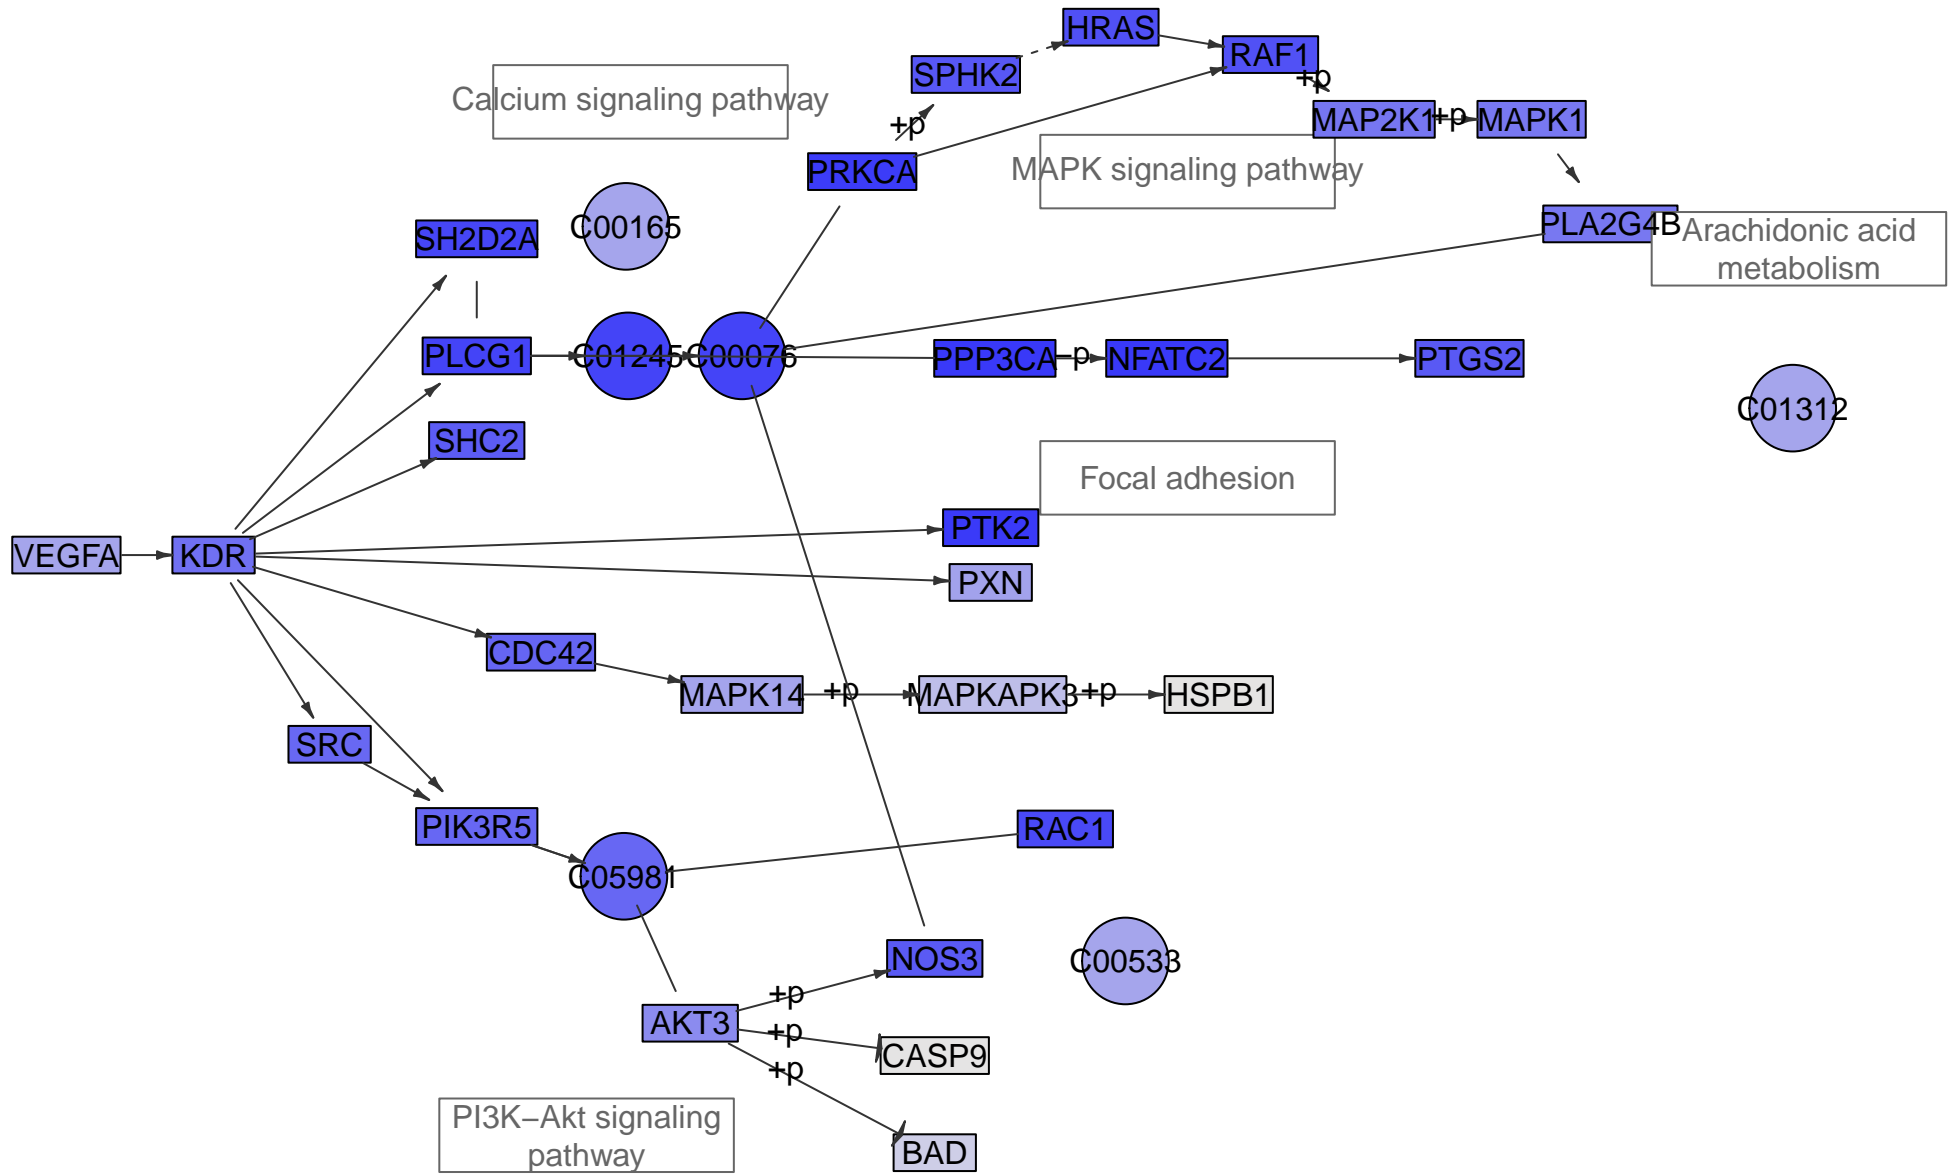 HRAS
RAF1
SPHK2
+p
Calcium signaling pathway
MAP2K1
+p
MAPK1
+p
PRKCA
MAPK signaling pathway
C00165
SH2D2A
PLA2G4B
Arachidonic acid
metabolism
PLCG1
C01245
C00076
PPP3CA
−p
NFATC2
PTGS2
C01312
SHC2
Focal adhesion
PTK2
VEGFA
KDR
PXN
CDC42
MAPK14
+p
MAPKAPK3
+p
HSPB1
SRC
PIK3R5
RAC1
C05981
NOS3
C00533
+p
AKT3
+p
CASP9
+p
PI3K−Akt signaling
pathway
BAD